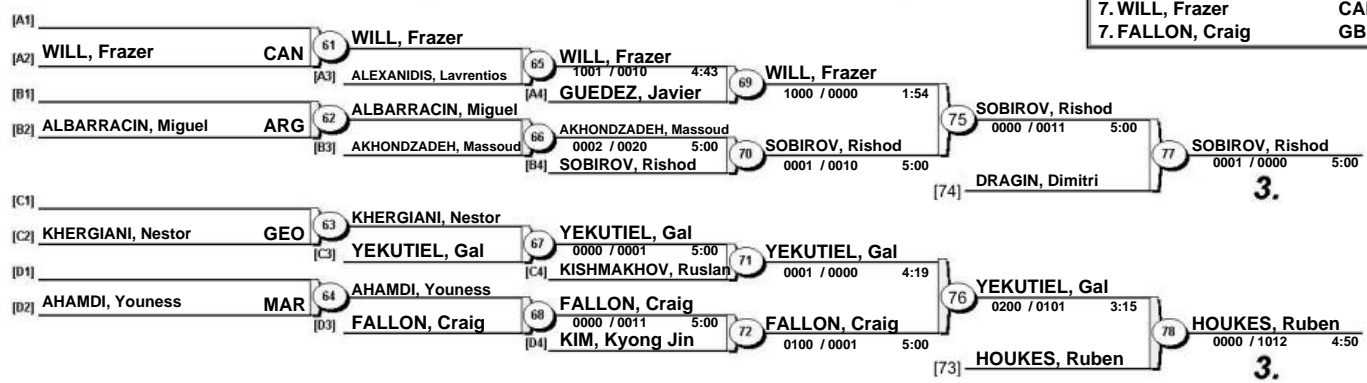 7. WILL, Frazer CA
7. FALLON, Craig GB
[A1]
[A2] WILL, Frazer CAN
61 WILL, Frazer
[A3] ALEXANIDIS, Lavrentios
65 WILL, Frazer
1001 / 0010 4:43
[A4] GUEDEZ, Javier
69 WILL, Frazer
1000 / 0000 1:54
[B1]
[B2] ALBARRACIN, Miguel ARG
62 ALBARRACIN, Miguel
[B3] AKHONDZADEH, Massoud
66 AKHONDZADEH, Massoud
0002 / 0020 5:00
[B4] SOBIROV, Rishod
70 SOBIROV, Rishod
0001 / 0010 5:00
75 SOBIROV, Rishod
0000 / 0011 5:00
[74] DRAGIN, Dimitri
77 SOBIROV, Rishod
0001 / 0000 5:00
3.
[C1]
[C2] KHERGIANI, Nestor GEO
63 KHERGIANI, Nestor
[C3] YEKUTIEL, Gal
67 YEKUTIEL, Gal
0000 / 0001 5:00
[C4] KISHMAKHOV, Ruslan
71 YEKUTIEL, Gal
0001 / 0000 4:19
[D1]
[D2] AHAMDI, Youness MAR
64 AHAMDI, Youness
[D3] FALLON, Craig
68 FALLON, Craig
0000 / 0011 5:00
[D4] KIM, Kyong Jin
72 FALLON, Craig
0100 / 0001 5:00
76 YEKUTIEL, Gal
0200 / 0101 3:15
[73] HOUKES, Ruben
78 HOUKES, Ruben
0000 / 1012 4:50
3.